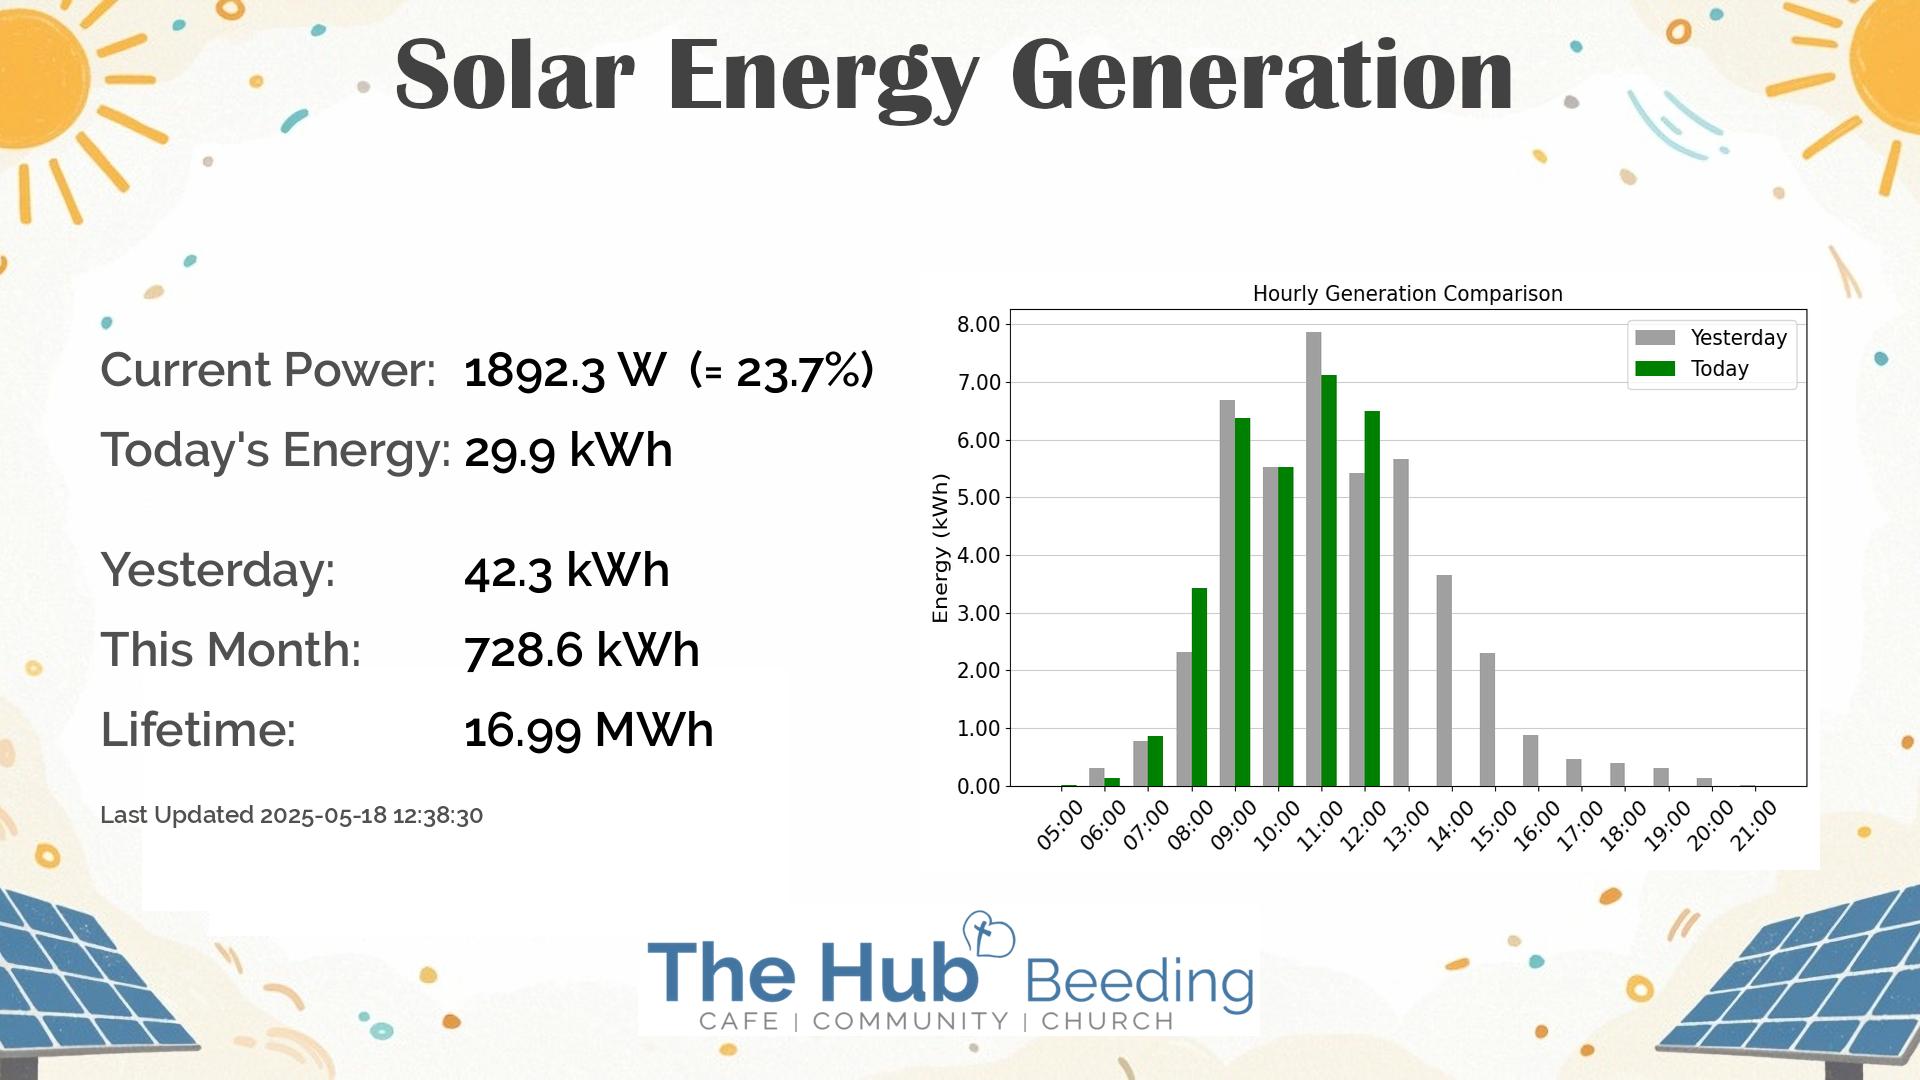 Solar Energy Generation
Current Power: 1892.3 W (= 23.7%)
Today's Energy: 29.9 kWh
Yesterday: 42.3 kWh
This Month: 728.6 kWh
Lifetime: 16.99 MWh
Last Updated 2025-05-18 12:38:30
Hourly Generation Comparison
Yesterday
Today
Energy (kWh)
8.00
7.00
6.00
5.00
4.00
3.00
2.00
1.00
0.00
05:00 06:00 07:00 08:00 09:00 10:00 11:00 12:00 13:00 14:00 15:00 16:00 17:00 18:00 19:00 20:00 21:00
The Hub Beeding
CAFE | COMMUNITY | CHURCH